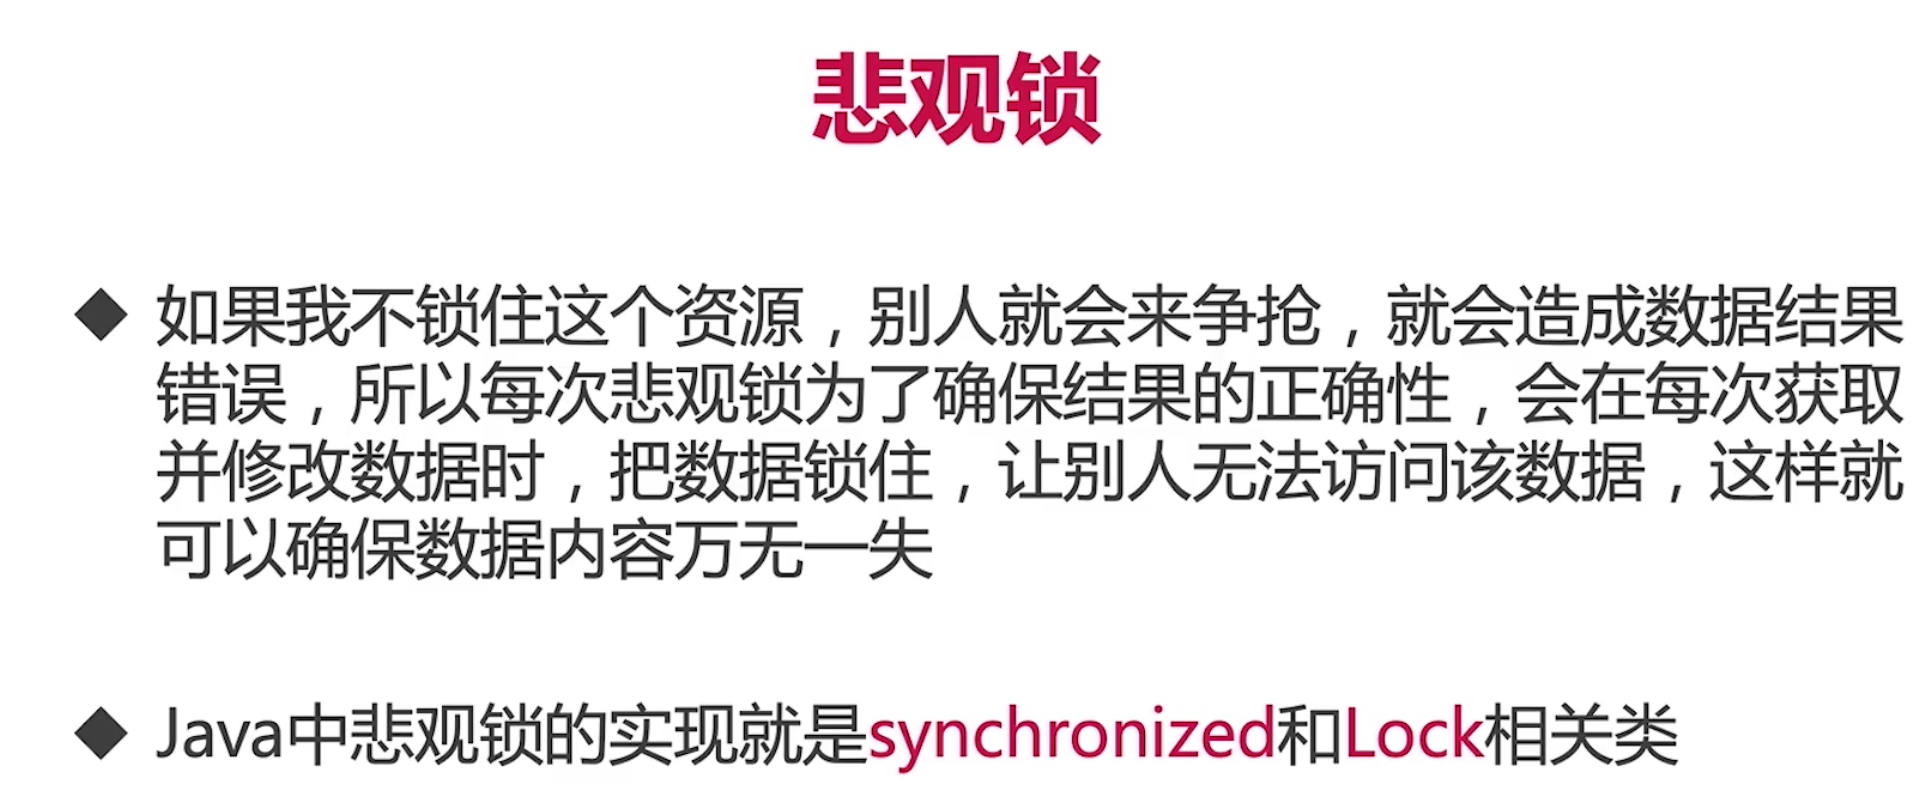 悲观锁
◆ 如果我不锁住这个资源，别人就会来争抢，就会造成数据结果
错误，所以每次悲观锁为了确保结果的正确性，会在每次获取
并修改数据时，把数据锁住，让别人无法访问该数据，这样就
可以确保数据内容万无一失
◆ Java中悲观锁的实现就是synchronized和Lock相关类